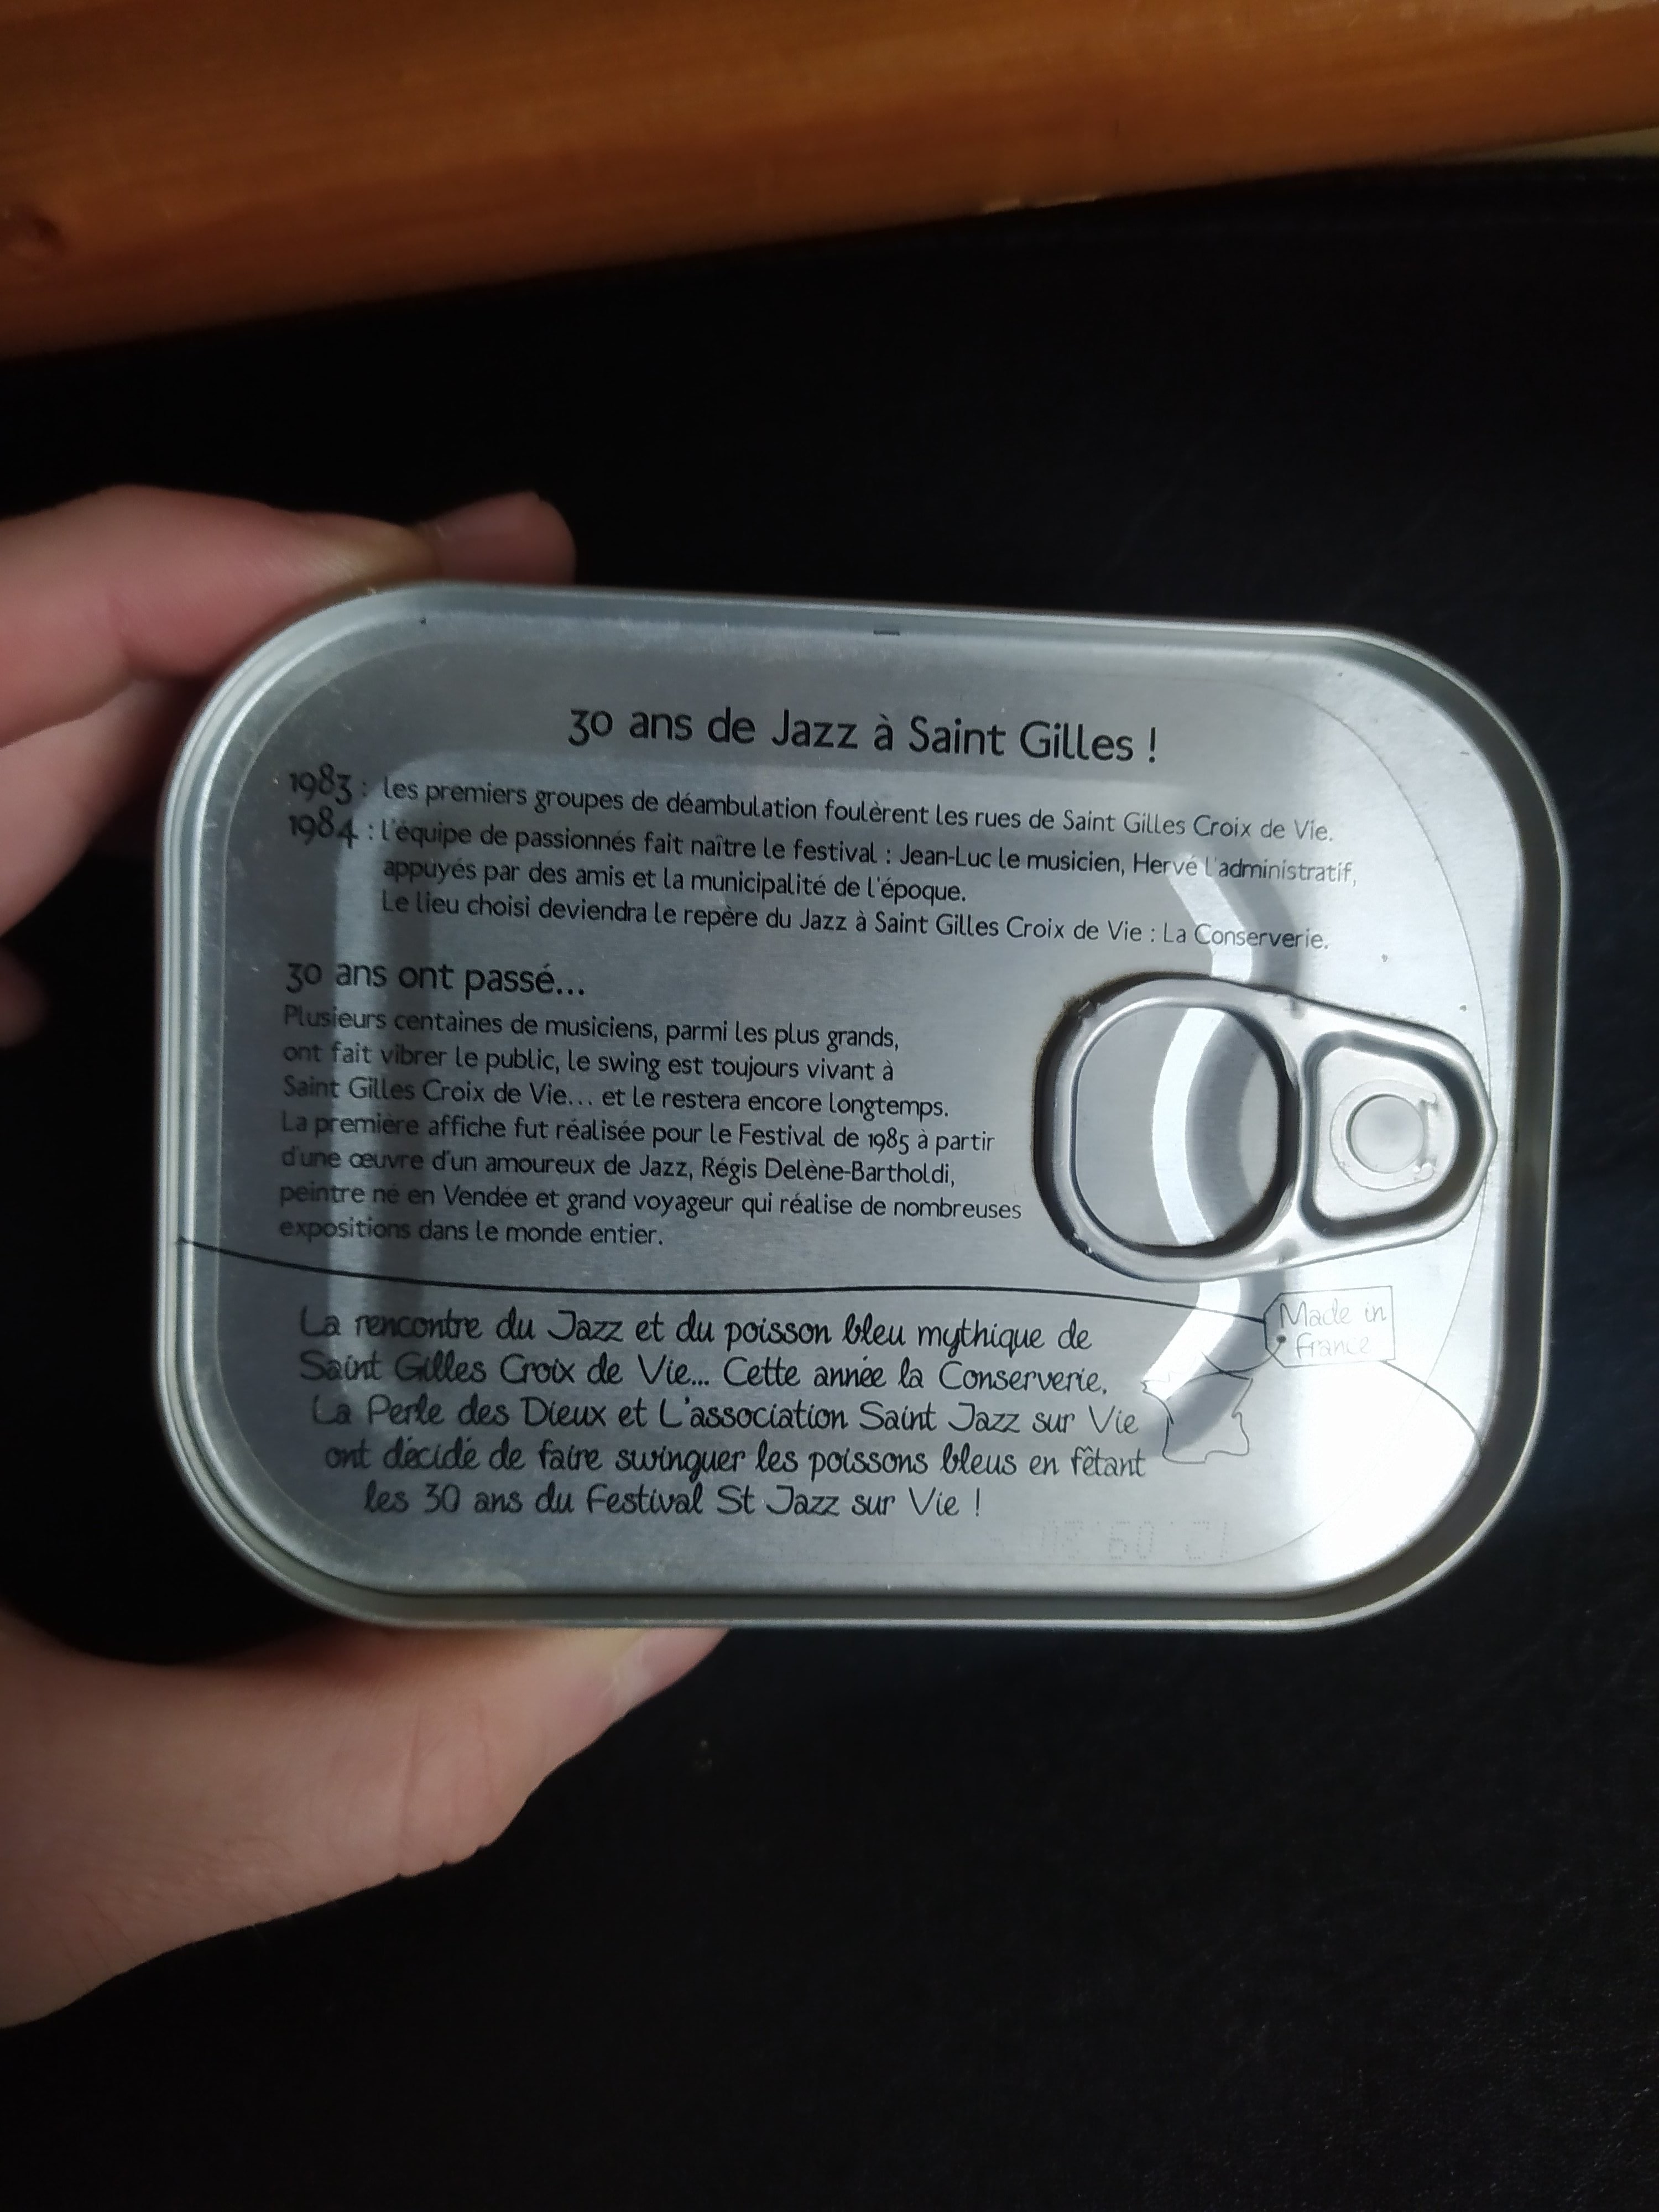 30 ans de Jazz à Saint Gilles !
1983 : les premiers groupes de déambulation foulèrent les rues de Saint Gilles Croix de Vie.
1984 : l'équipe de passionnés fait naître le festival : Jean-Luc le musicien, Hervé l'administratif,
appuyés par des amis et la municipalité de l'époque.
Le lieu choisi deviendra le repère du Jazz à Saint Gilles Croix de Vie : La Conserverie.
30 ans ont passé...
Plusieurs centaines de musiciens, parmi les plus grands,
ont fait vibrer le public, le swing est toujours vivant à
Saint Gilles Croix de Vie... et le restera encore longtemps.
La première affiche fut réalisée pour le Festival de 1985 à partir
d'une œuvre d'un amoureux de Jazz, Régis Delène-Bartholdi,
peintre né en Vendée et grand voyageur qui réalise de nombreuses
expositions dans le monde entier.
Made in
france
La rencontre du Jazz et du poisson bleu mythique de
Saint Gilles Croix de Vie... Cette année la Conserverie,
La Perle des Dieux et L'association Saint Jazz sur Vie
ont décidé de faire swinguer les poissons bleus en fêtant
les 30 ans du Festival St Jazz sur Vie !